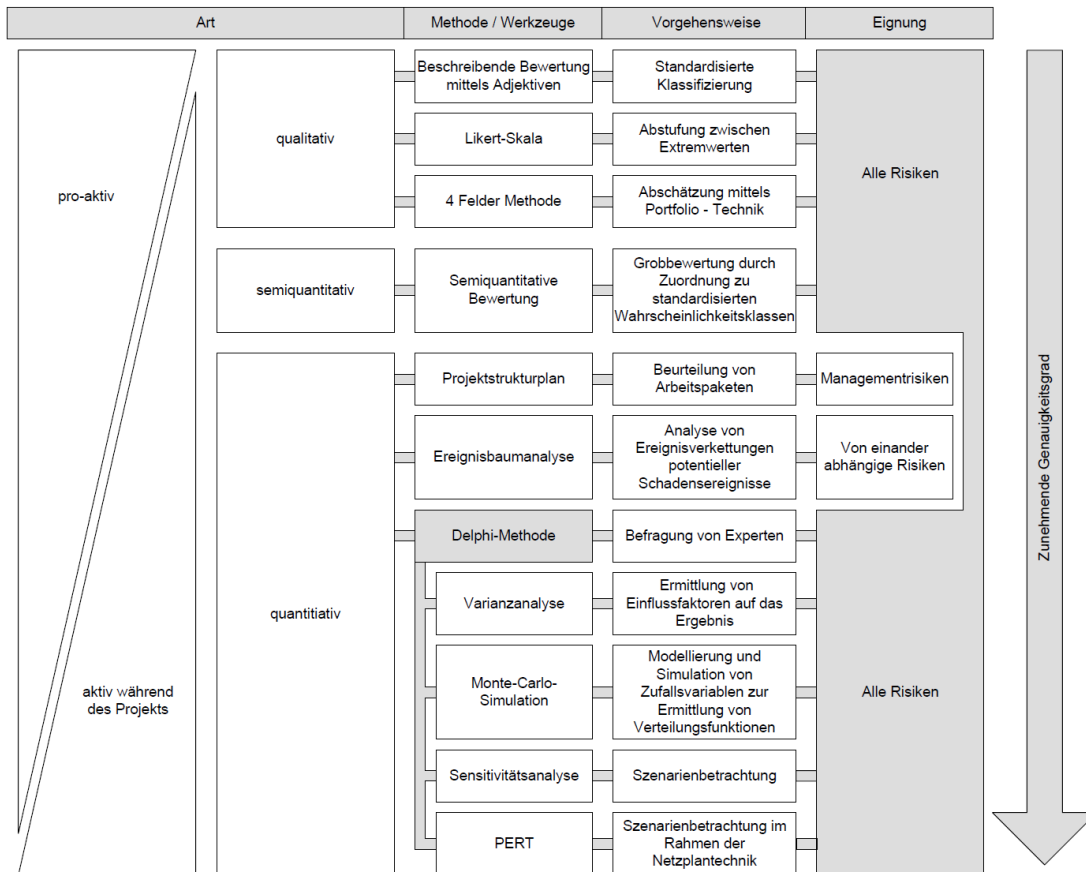 Art
Methode / Werkzeuge
Vorgehensweise
Eignung
pro-aktiv
aktiv während
des Projekts
qualitativ
Beschreibende Bewertung
mittels Adjektiven
Standardisierte
Klassifizierung
Likert-Skala
Abstufung zwischen
Extremwerten
4 Felder Methode
Abschätzung mittels
Portfolio - Technik
Alle Risiken
semiquantitativ
Semiquantitative
Bewertung
Grobbewertung durch
Zuordnung zu
standardisierten
Wahrscheinlichkeitsklassen
quantitiativ
Projektstrukturplan
Beurteilung von
Arbeitspaketen
Managementrisiken
Ereignisbaumanalyse
Analyse von
Ereignisverkettungen
potentieller
Schadensereignisse
Von einander
abhängige Risiken
Delphi-Methode
Befragung von Experten
Varianzanalyse
Ermittlung von
Einflussfaktoren auf das
Ergebnis
Monte-Carlo-
Simulation
Modellierung und
Simulation von
Zufallsvariablen zur
Ermittlung von
Verteilungsfunktionen
Alle Risiken
Sensitivitätsanalyse
Szenarienbetrachtung
PERT
Szenarienbetrachtung im
Rahmen der
Netzplantechnik
Zunehmende Genauigkeitsgrad